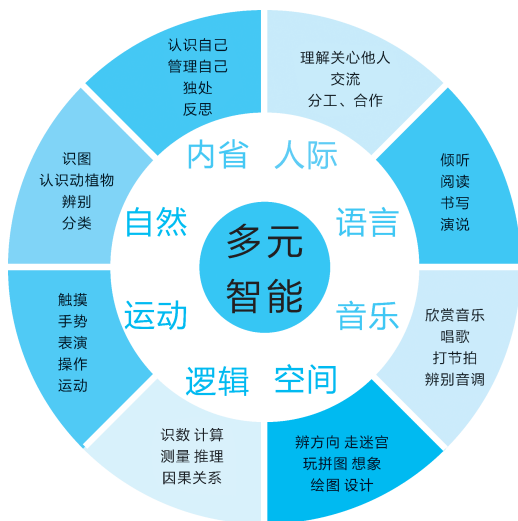 多元
智能
内省
认识自己
管理自己
独处
反思
人际
理解关心他人
交流
分工、合作
语言
倾听
阅读
书写
演说
音乐
欣赏音乐
唱歌
打节拍
辨别音调
空间
辨方向 走迷宫
玩拼图 想象
绘图 设计
逻辑
识数 计算
测量 推理
因果关系
运动
触摸
手势
表演
操作
运动
自然
识图
认识动植物
辨别
分类